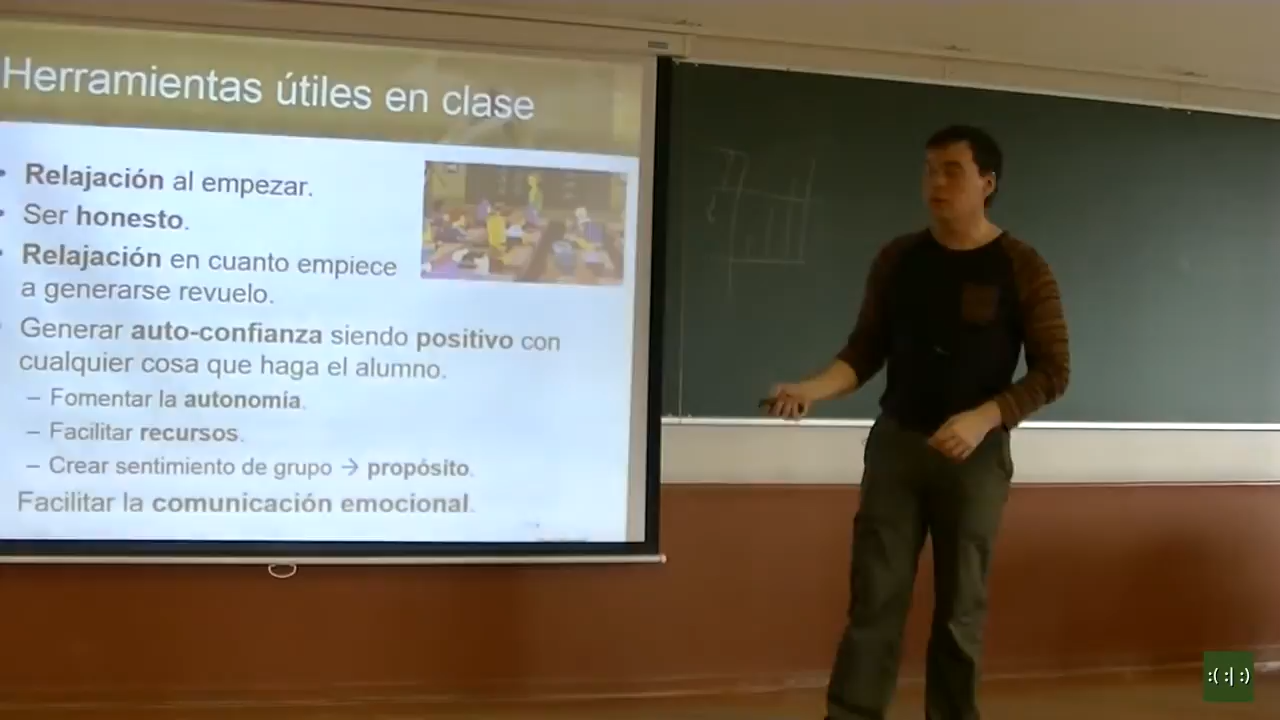 Herramientas útiles en clase
• Relajación al empezar.
• Ser honesto.
• Relajación en cuanto empiece
a generarse revuelo.
Generar auto-confianza siendo positivo con
cualquier cosa que haga el alumno.
– Fomentar la autonomía.
– Facilitar recursos.
– Crear sentimiento de grupo → propósito.
Facilitar la comunicación emocional.
:( :| :)